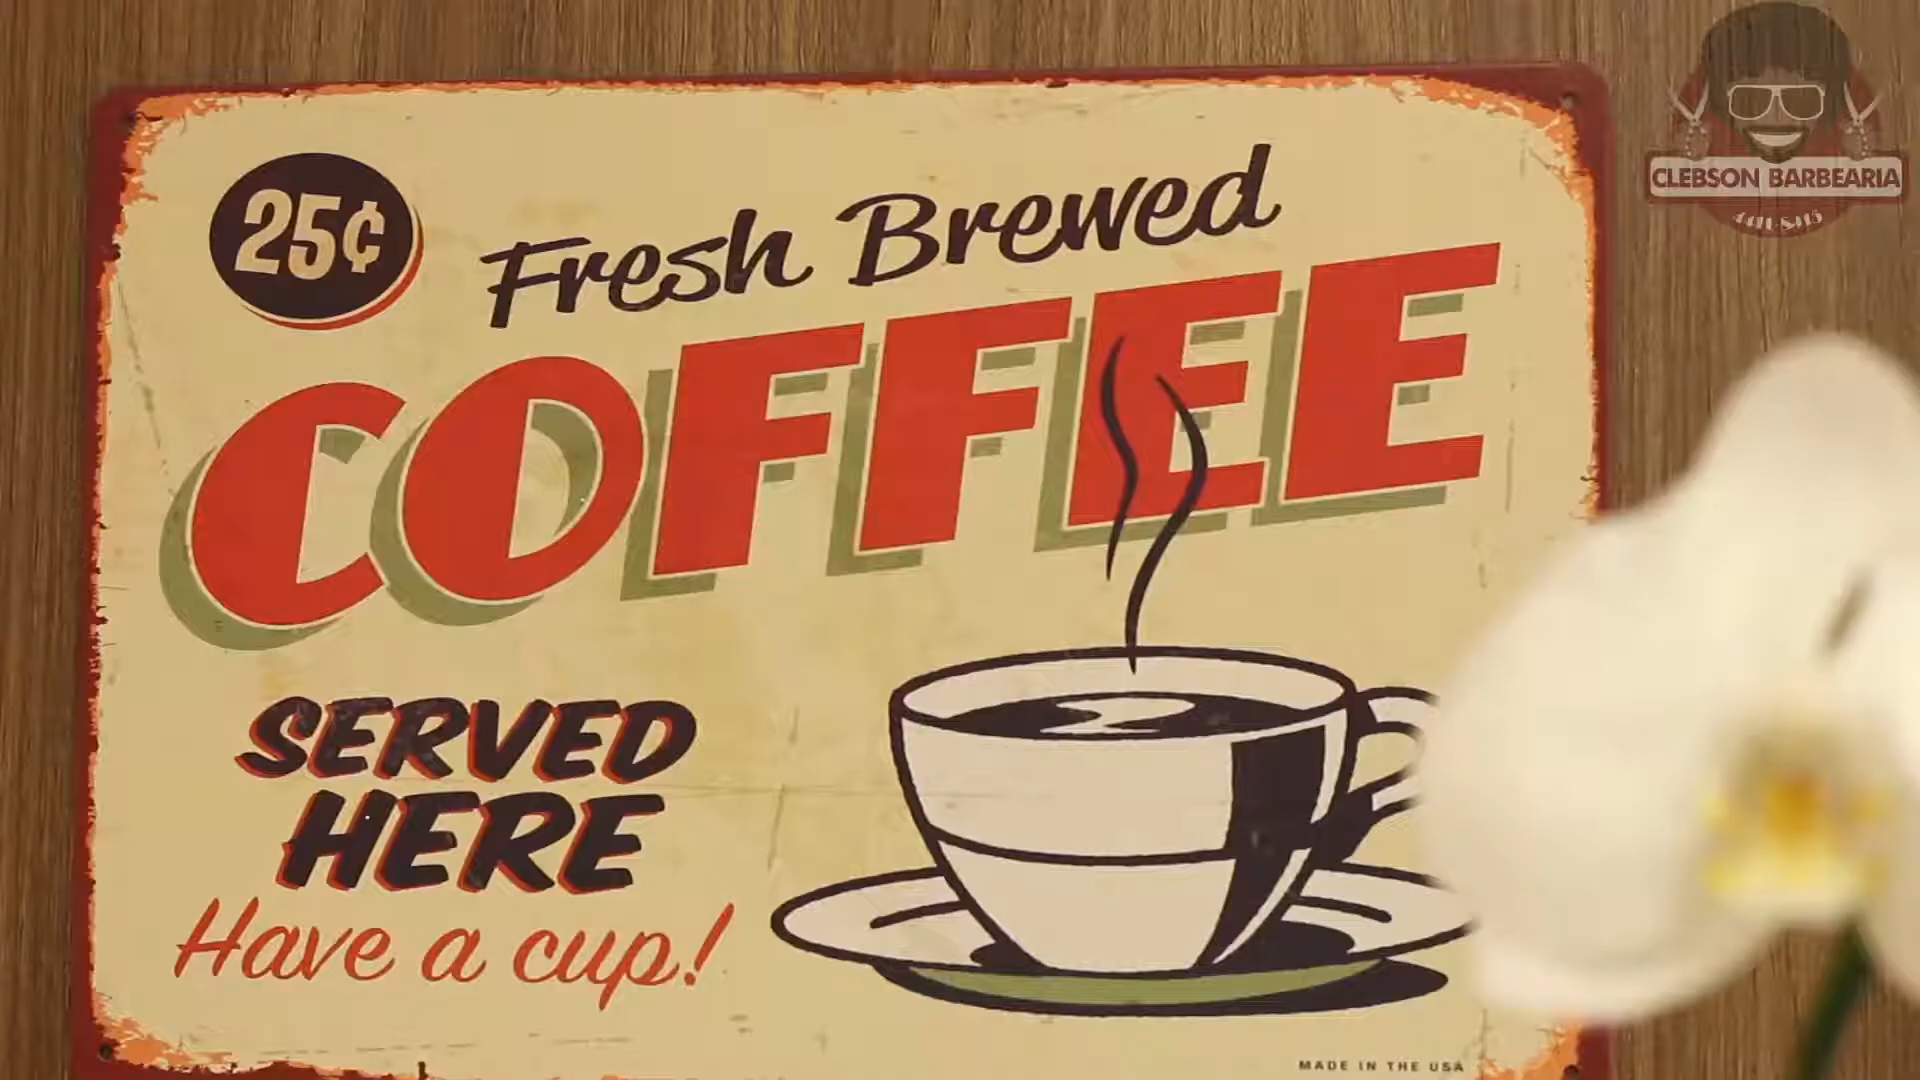 25¢
Fresh Brewed
COFFEE
SERVED
HERE
Have a cup!
MADE IN THE USA
CLEBSON BARBEARIA